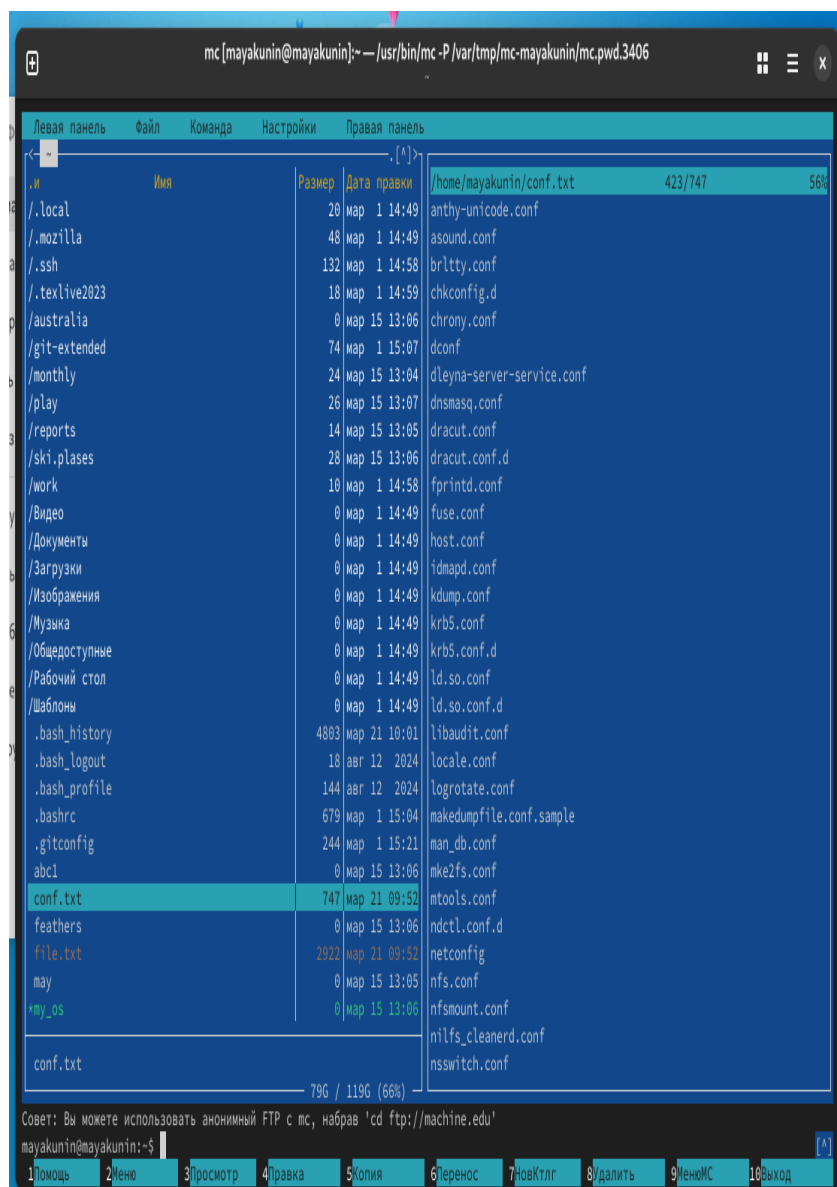 mc [mayakunin@mayakunin]:~ — /usr/bin/mc -P /var/tmp/mc-mayakunin/mc.pwd.3406
~
Левая панель Файл Команда Настройки Правая панель
<- ~ .[^]>
.и Имя Размер Дата правки
/.local 20 мар 1 14:49
/.mozilla 48 мар 1 14:49
/.ssh 132 мар 1 14:58
/.texlive2023 18 мар 1 14:59
/australia 0 мар 15 13:06
/git-extended 74 мар 1 15:07
/monthly 24 мар 15 13:04
/play 26 мар 15 13:07
/reports 14 мар 15 13:05
/ski.plases 28 мар 15 13:06
/work 10 мар 1 14:58
/Видео 0 мар 1 14:49
/Документы 0 мар 1 14:49
/Загрузки 0 мар 1 14:49
/Изображения 0 мар 1 14:49
/Музыка 0 мар 1 14:49
/Общедоступные 0 мар 1 14:49
/Рабочий стол 0 мар 1 14:49
/Шаблоны 0 мар 1 14:49
.bash_history 4803 мар 21 10:01
.bash_logout 18 авг 12 2024
.bash_profile 144 авг 12 2024
.bashrc 679 мар 1 15:04
.gitconfig 244 мар 1 15:21
abc1 0 мар 15 13:06
conf.txt 747 мар 21 09:52
feathers 0 мар 15 13:06
file.txt 2922 мар 21 09:52
may 0 мар 15 13:05
*my_os 0 мар 15 13:06
conf.txt
79G / 119G (66%)
/home/mayakunin/conf.txt 423/747 56%
anthy-unicode.conf
asound.conf
brltty.conf
chkconfig.d
chrony.conf
dconf
dleyna-server-service.conf
dnsmasq.conf
dracut.conf
dracut.conf.d
fprintd.conf
fuse.conf
host.conf
idmapd.conf
kdump.conf
krb5.conf
krb5.conf.d
ld.so.conf
ld.so.conf.d
libaudit.conf
locale.conf
logrotate.conf
makedumpfile.conf.sample
man_db.conf
mke2fs.conf
mtools.conf
ndctl.conf.d
netconfig
nfs.conf
nfsmount.conf
nilfs_cleanerd.conf
nsswitch.conf
Совет: Вы можете использовать анонимный FTP с mc, набрав 'cd ftp://machine.edu'
mayakunin@mayakunin:~$ [^]
1Помощь 2Меню 3Просмотр 4Правка 5Копия 6Перенос 7НовКтлг 8Удалить 9МенюMC 10Выход